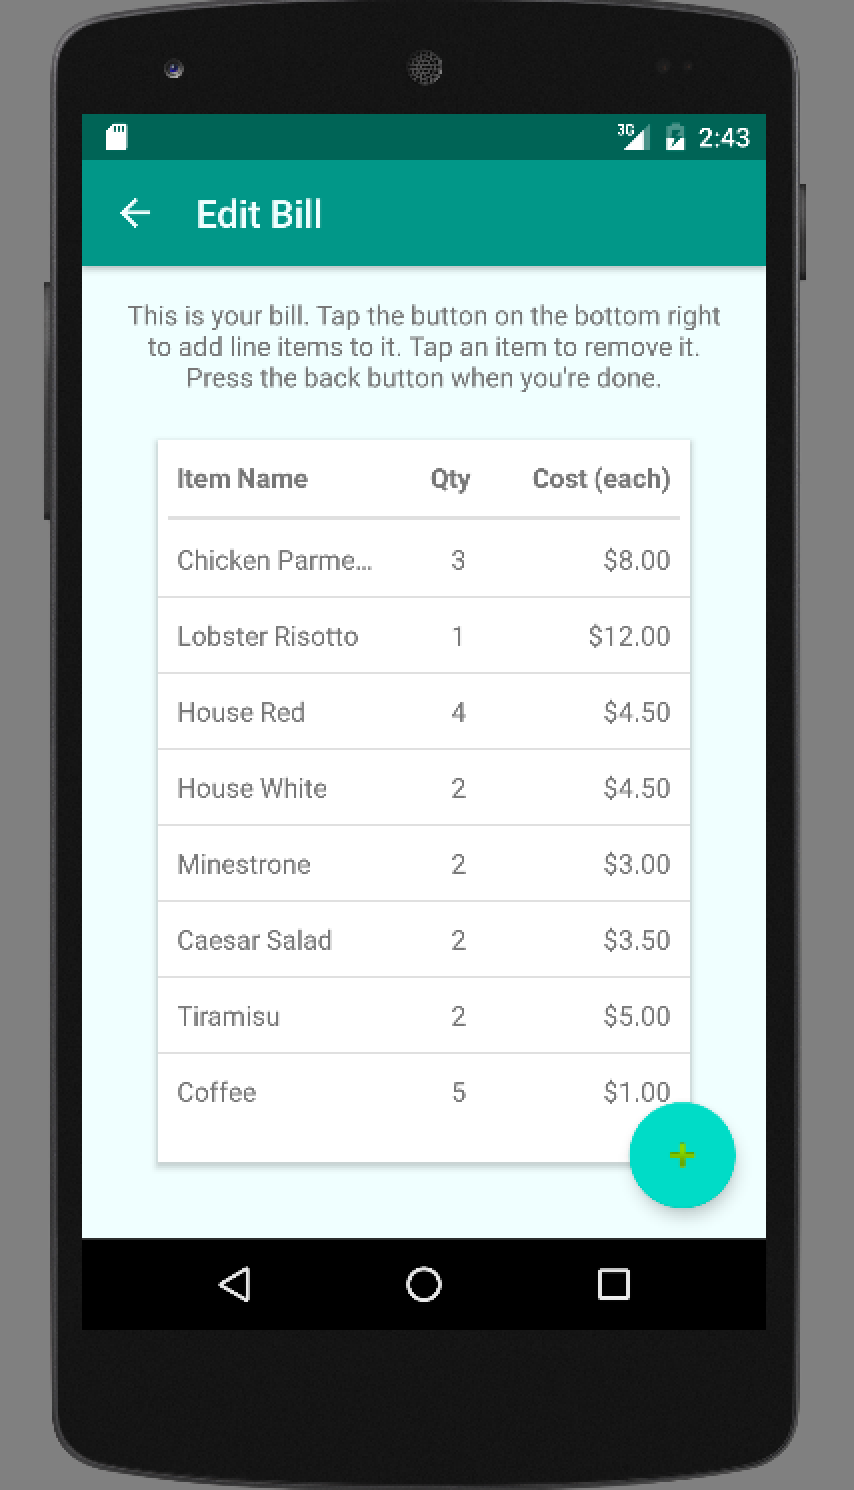 3G 2:43
Edit Bill
This is your bill. Tap the button on the bottom right
to add line items to it. Tap an item to remove it.
Press the back button when you're done.
Item Name Qty Cost (each)
Chicken Parme... 3 $8.00
Lobster Risotto 1 $12.00
House Red 4 $4.50
House White 2 $4.50
Minestrone 2 $3.00
Caesar Salad 2 $3.50
Tiramisu 2 $5.00
Coffee 5 $1.00
+